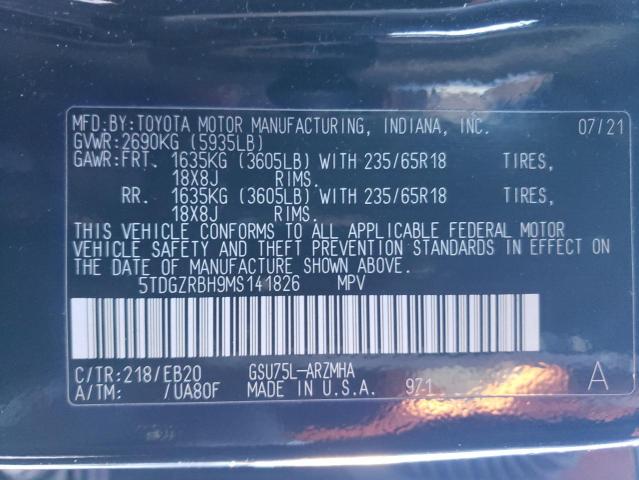 MFD.BY:TOYOTA MOTOR MANUFACTURING, INDIANA, INC. 07/21
GVWR:2690KG (5935LB)
GAWR:FRT. 1635KG (3605LB) WITH 235/65R18 TIRES,
18X8J RIMS.
RR. 1635KG (3605LB) WITH 235/65R18 TIRES,
18X8J RIMS.
THIS VEHICLE CONFORMS TO ALL APPLICABLE FEDERAL MOTOR
VEHICLE SAFETY AND THEFT PREVENTION STANDARDS IN EFFECT ON
THE DATE OF MANUFACTURE SHOWN ABOVE.
5TDGZRBH9MS141826 MPV
C/TR:218/EB20 GSU75L-ARZMHA
A/TM: /UA80F MADE IN U.S.A. 971 A